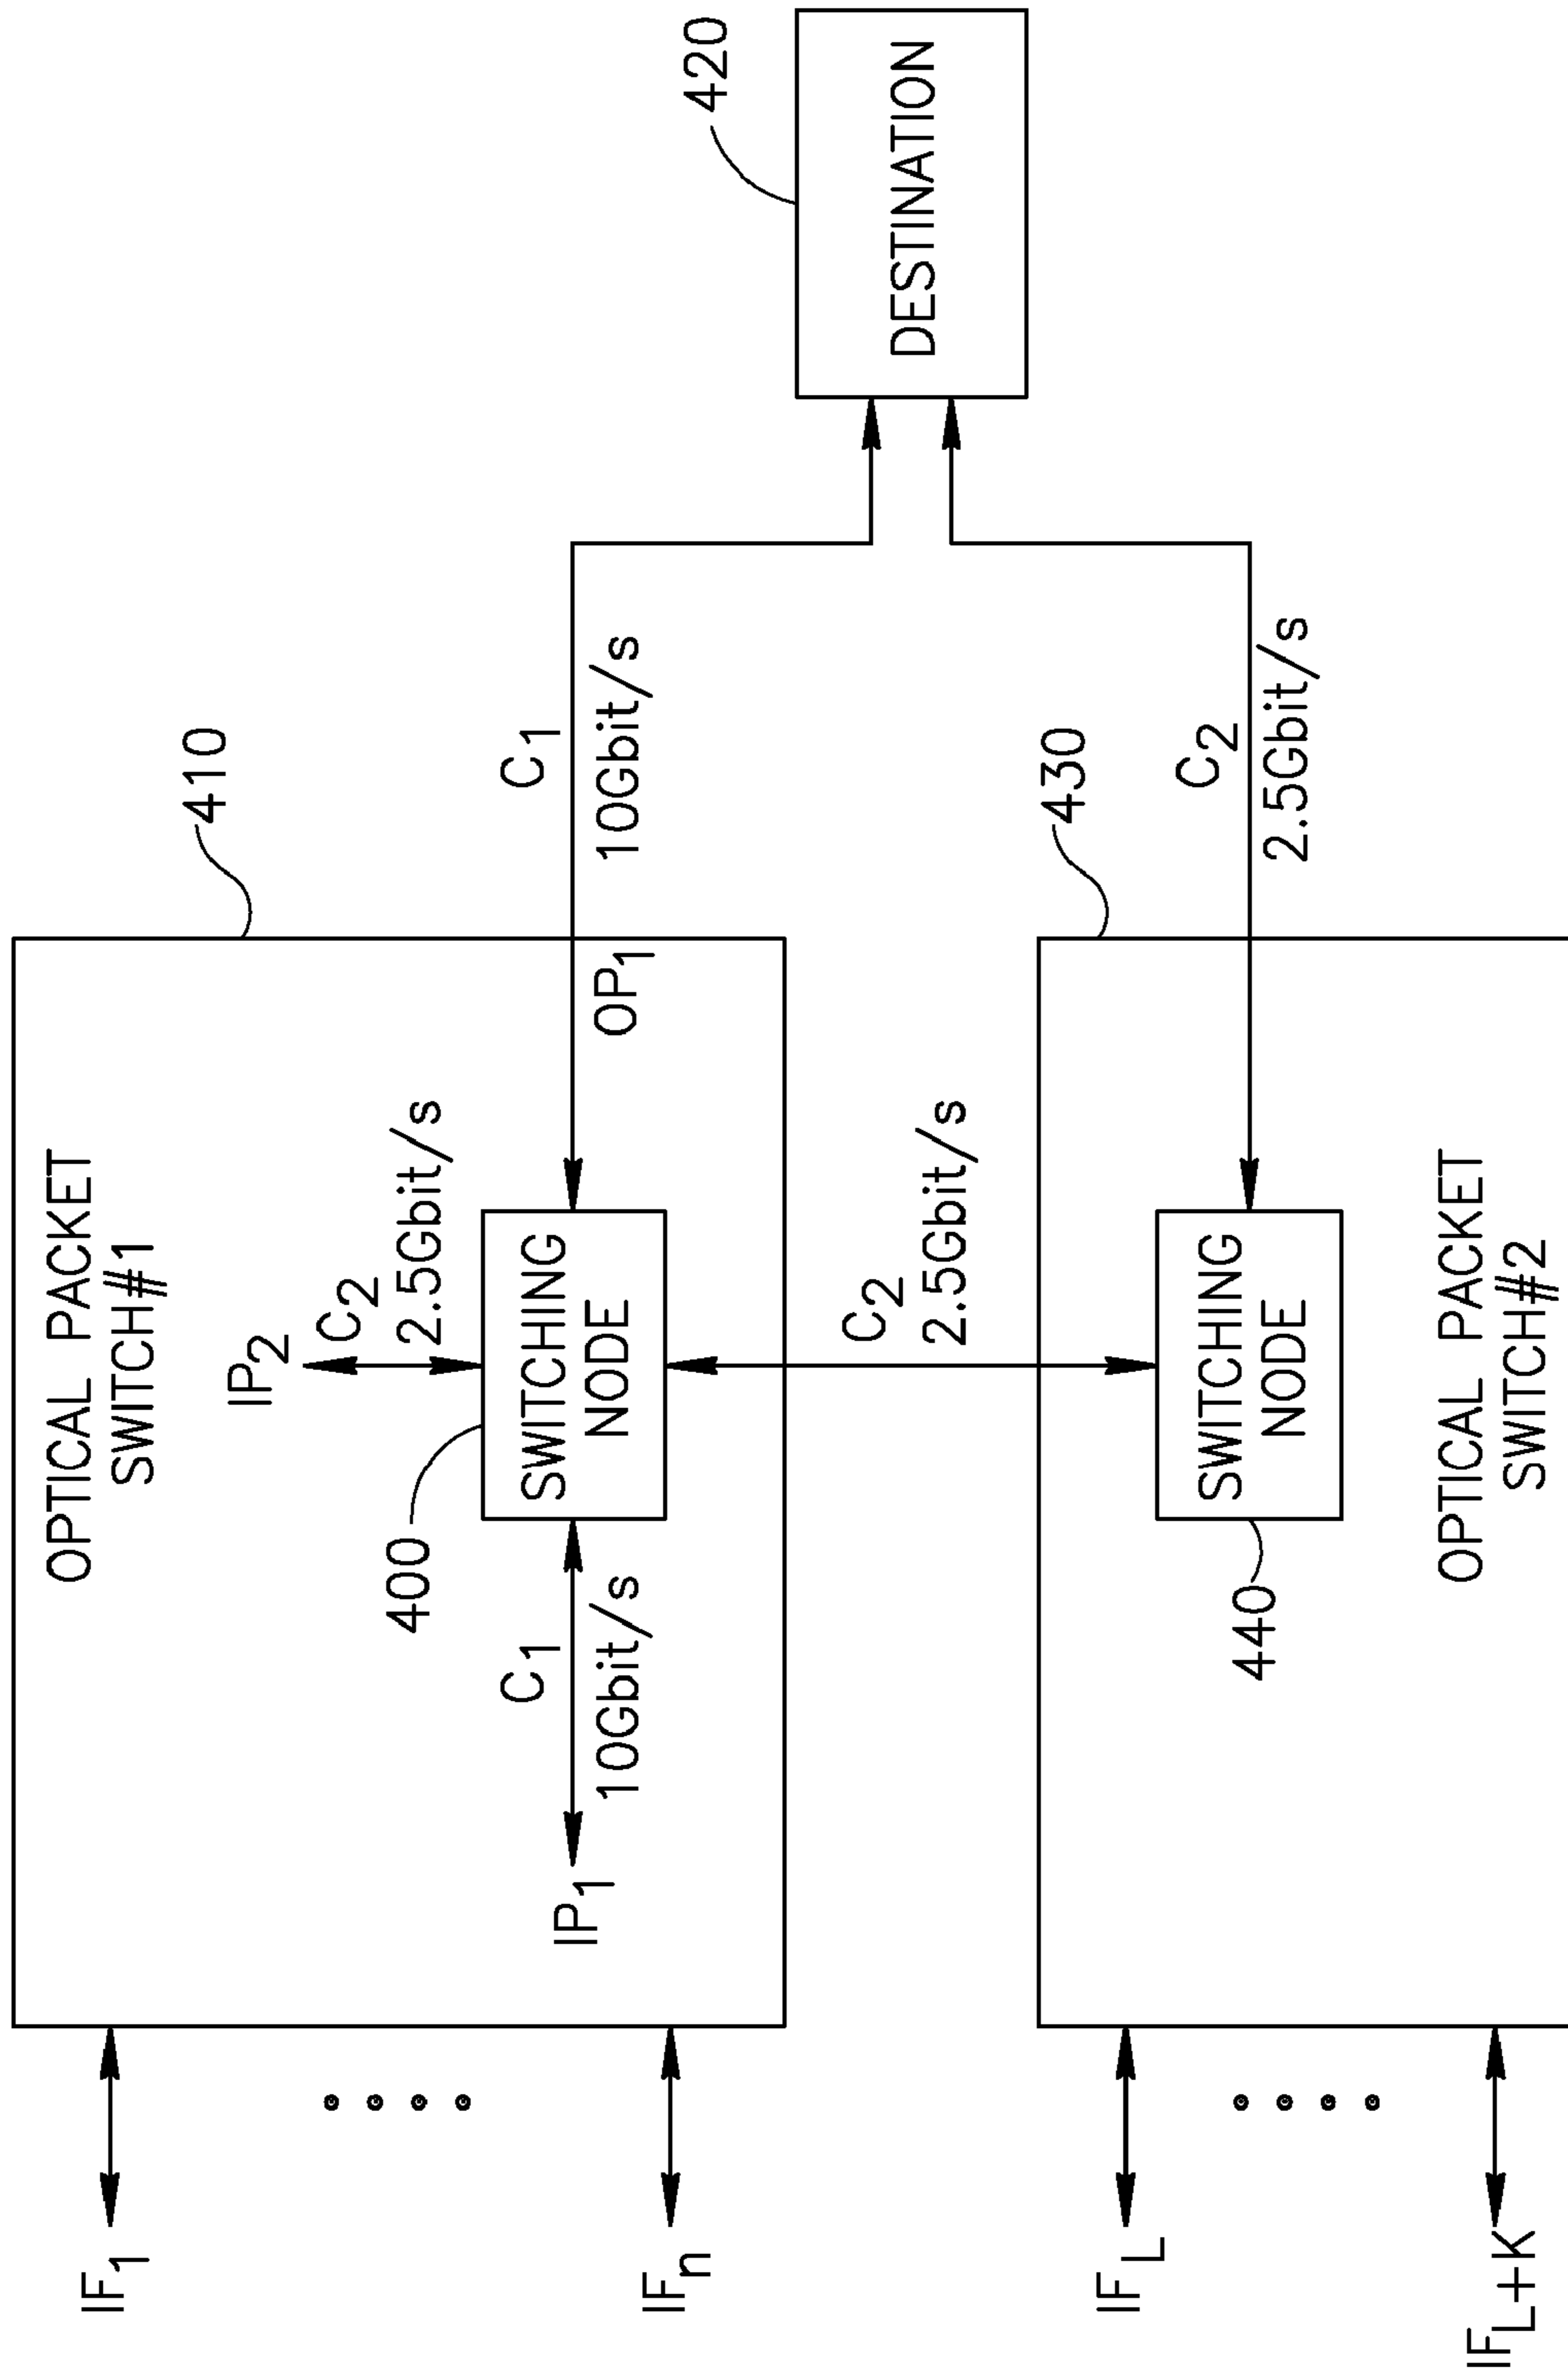 OPTICAL PACKET
SWITCH#1
410
420
IF1
IFn
IP2
C2
2.5Gbit/s
400
IP1
C1
10Gbit/s
SWITCHING
NODE
OP1
C1
10Gbit/s
DESTINATION
C2
2.5Gbit/s
430
IFL
IFL+K
440
SWITCHING
NODE
C2
2.5Gbit/s
OPTICAL PACKET
SWITCH#2